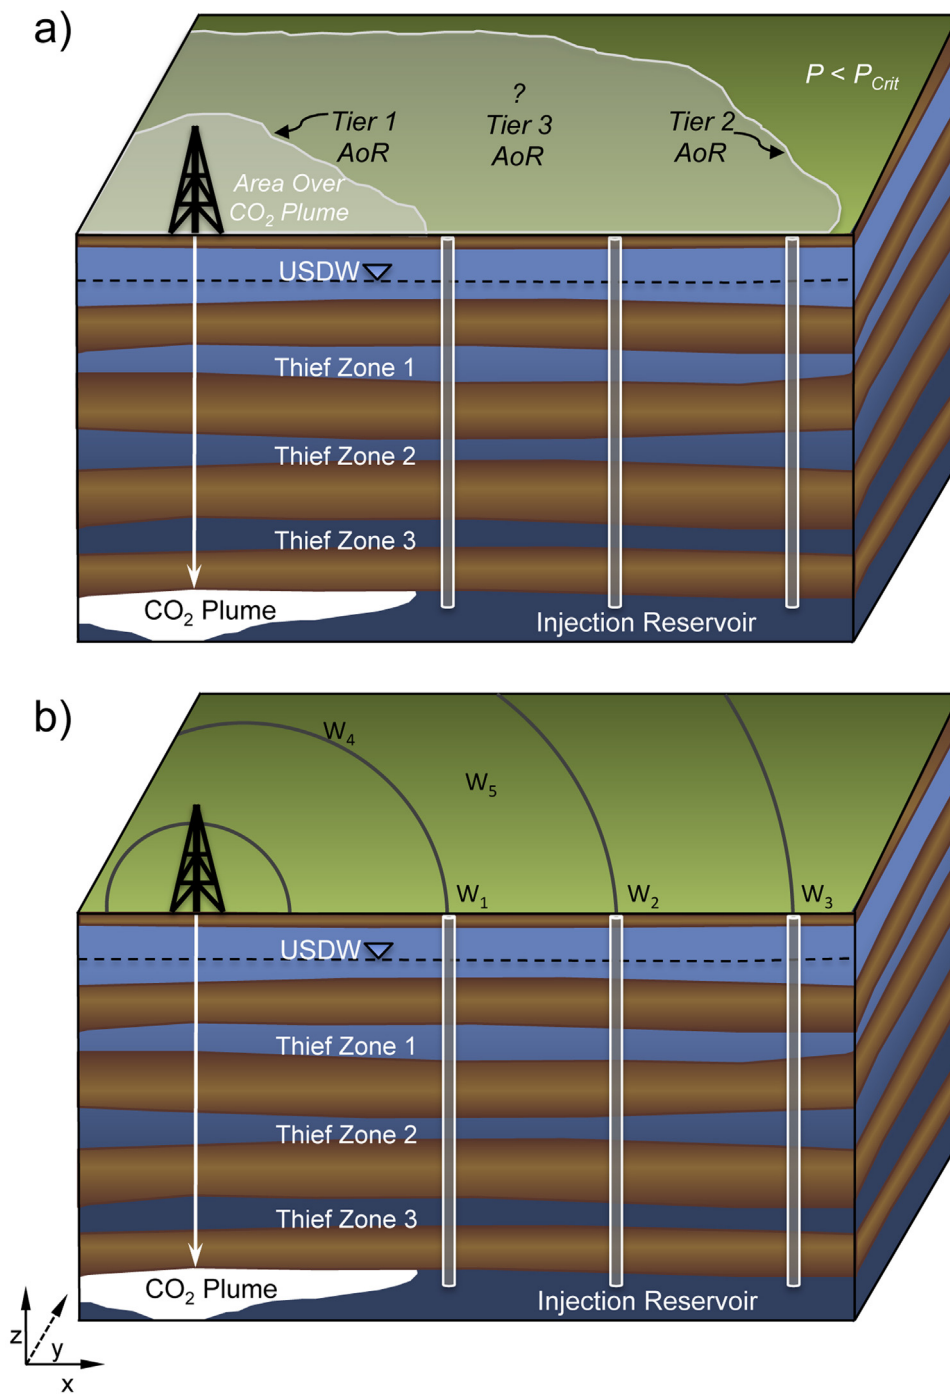 a)
P < P_Crit
?
Tier 1
AoR
Tier 3
AoR
Tier 2
AoR
Area Over
CO₂ Plume
USDW
Thief Zone 1
Thief Zone 2
Thief Zone 3
CO₂ Plume
Injection Reservoir
b)
W₄
W₅
W₁
W₂
W₃
USDW
Thief Zone 1
Thief Zone 2
Thief Zone 3
CO₂ Plume
Injection Reservoir
z
y
x